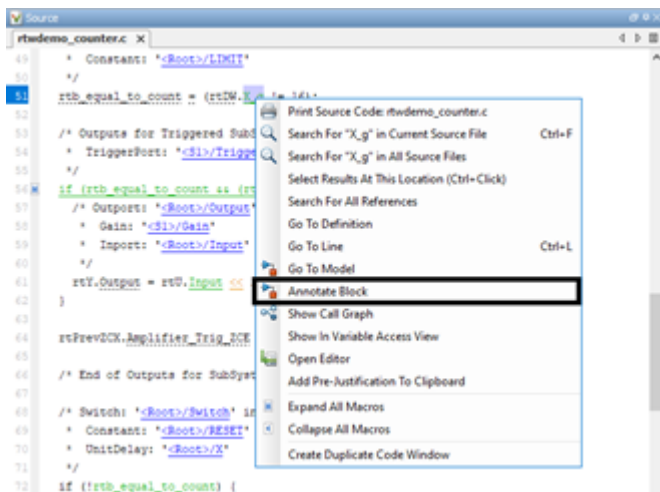 Source
rtwdemo_counter.c X
49 * Constant: '<Root>/LIMIT'
50 */
51 rtb_equal_to_count = (rtDW.X_g != 16);
52
53 /* Outputs for Triggered Sub
54 * TriggerPort: '<S1>/Trigge
55 */
56 if (rtb_equal_to_count && (rt
57 /* Outport: '<Root>/Output'
58 * Gain: '<S1>/Gain'
59 * Inport: '<Root>/Input'
60 */
61 rtY.Output = rtU.Input <<
62 }
63
64 rtPrevZCX.Amplifier_Trig_ZCE
65
66 /* End of Outputs for SubSyst
67
68 /* Switch: '<Root>/Switch' in
69 * Constant: '<Root>/RESET'
70 * UnitDelay: '<Root>/X'
71 */
72 if (!rtb_equal_to_count) {
Print Source Code: rtwdemo_counter.c
Search For "X_g" in Current Source File Ctrl+F
Search For "X_g" in All Source Files
Select Results At This Location (Ctrl+Click)
Search For All References
Go To Definition
Go To Line Ctrl+L
Go To Model
Annotate Block
Show Call Graph
Show In Variable Access View
Open Editor
Add Pre-Justification To Clipboard
Expand All Macros
Collapse All Macros
Create Duplicate Code Window